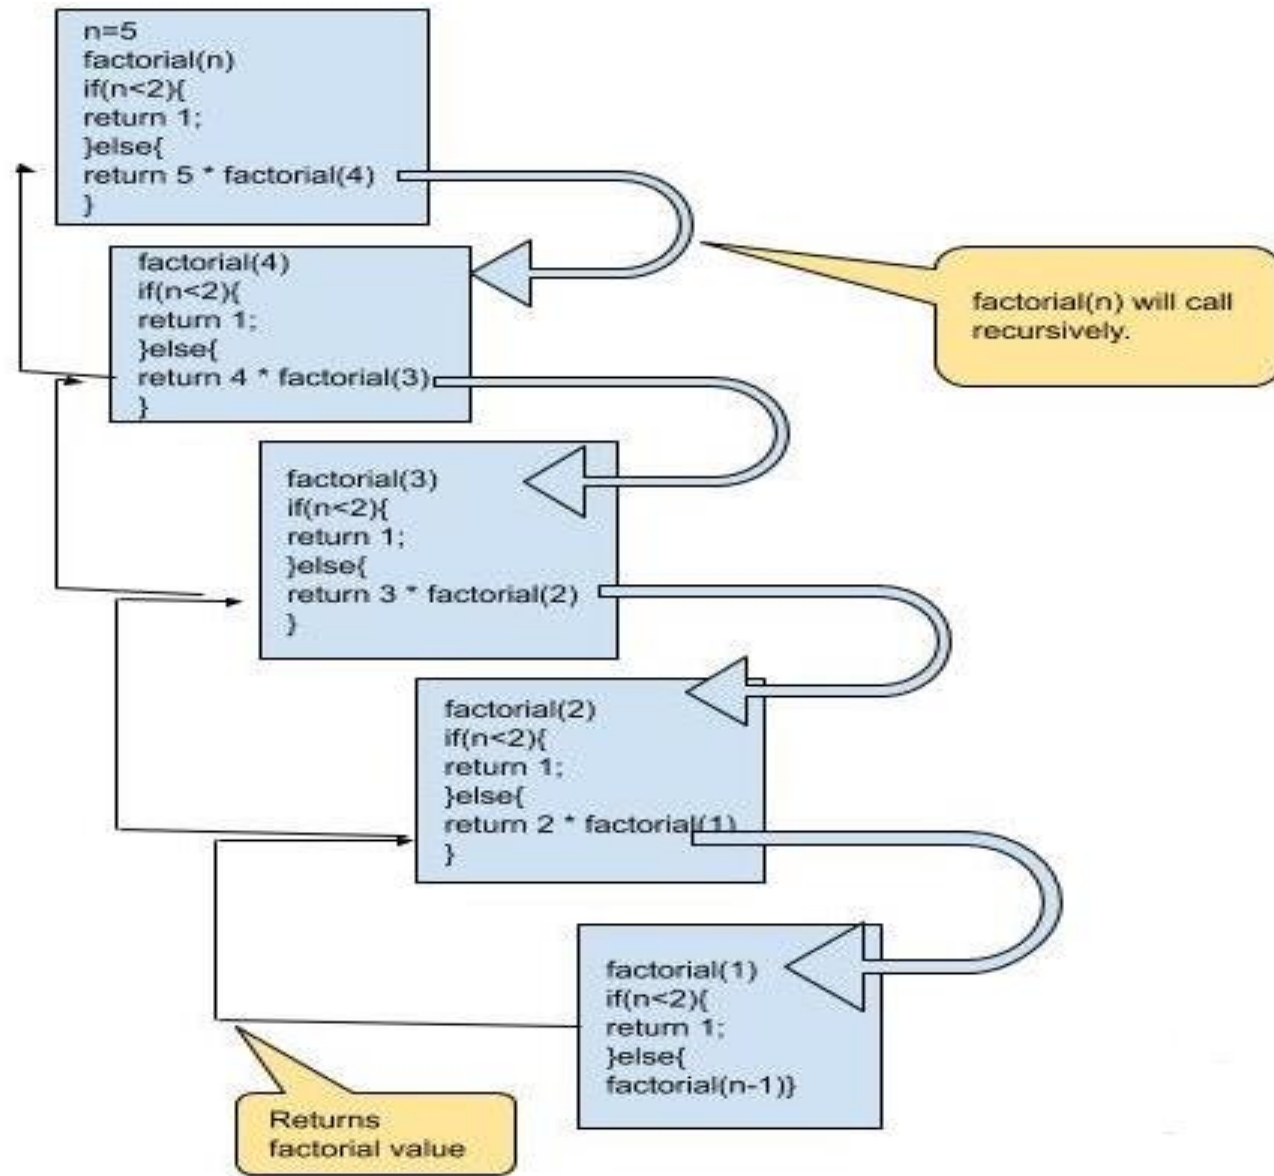 n=5
factorial(n)
if(n<2){
return 1;
}else{
return 5 * factorial(4)
}
factorial(4)
if(n<2){
return 1;
}else{
return 4 * factorial(3)
}
factorial(n) will call
recursively.
factorial(3)
if(n<2){
return 1;
}else{
return 3 * factorial(2)
}
factorial(2)
if(n<2){
return 1;
}else{
return 2 * factorial(1)
}
factorial(1)
if(n<2){
return 1;
}else{
factorial(n-1)}
Returns
factorial value